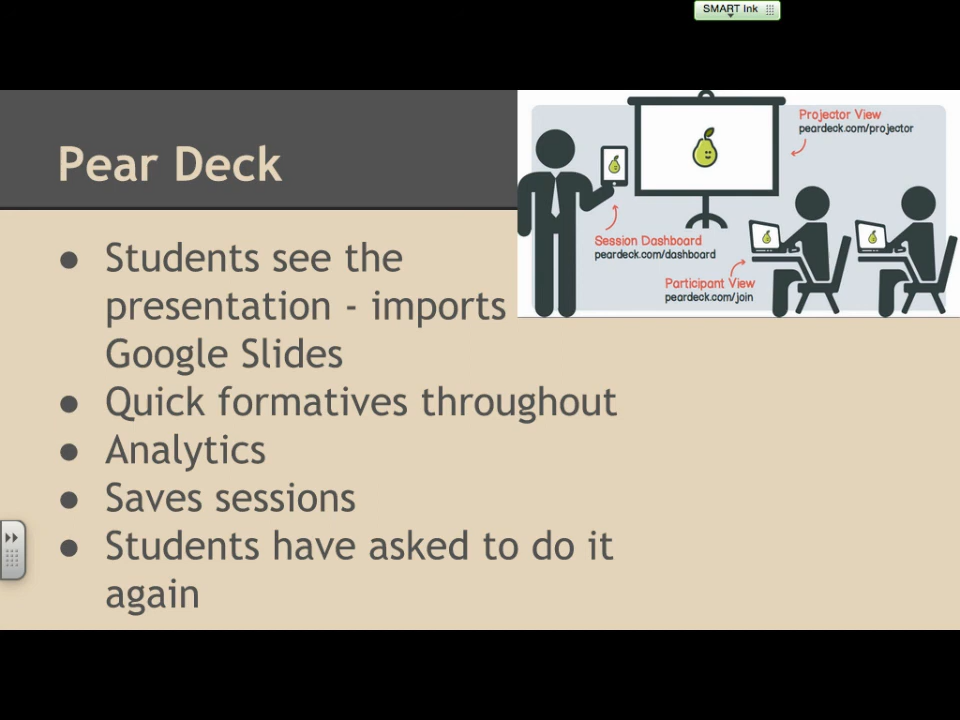 SMART Ink
Pear Deck
Projector View
peardeck.com/projector
Session Dashboard
peardeck.com/dashboard
Participant View
peardeck.com/join
● Students see the
presentation - imports
Google Slides
● Quick formatives throughout
● Analytics
● Saves sessions
● Students have asked to do it
again